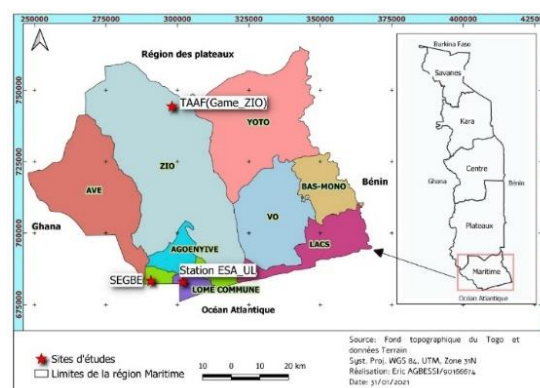 250000 275000 300000 325000 350000 375000 400000 425000
Région des plateaux
Burkina Faso
Savanes
Kara
Ghana
Bénin
Centre
Plateaux
Maritime
Océan Atlantique
750000
725000
700000
675000
TAAF(Game_ZIO)
YOTO
ZIO
AVE
BAS-MONO
Bénin
VO
Ghana
LACS
AGOENYIVE
Station ESA_UL
SEGBE
LOME COMMUNE
Océan Atlantique
Sites d'études
Limites de la région Maritime
10 0 10 20 km
Source: Fond topographique du Togo et
données Terrain
Syst. Proj. WGS 84, UTM, Zone 31N
Réalisation: Eric AGBESSI/90166674
Date: 31/01/2021